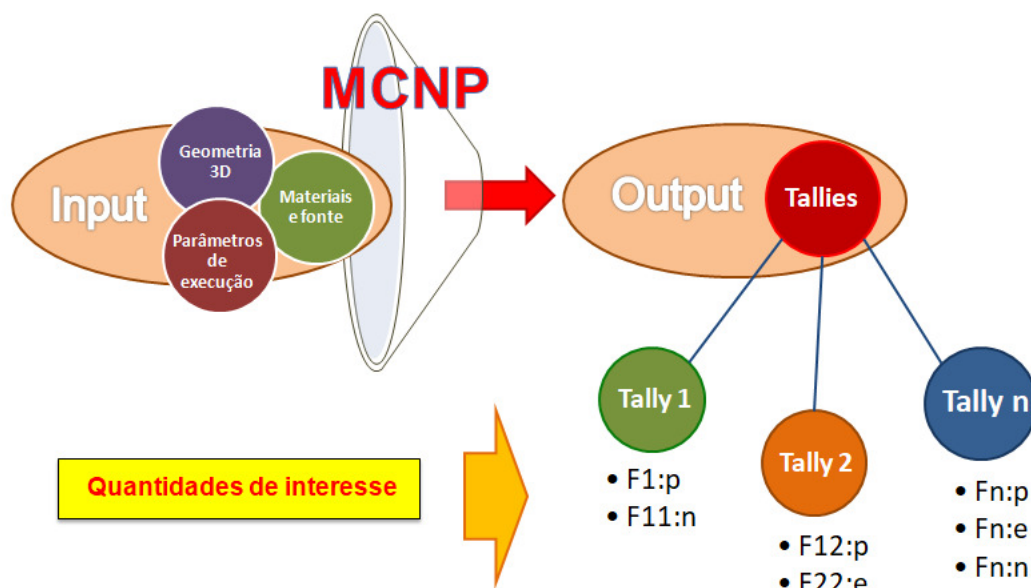 MCNP
Input
Geometria
3D
Materiais
e fonte
Parâmetros
de
execução
Output
Tallies
Tally 1
Tally 2
Tally n
Quantidades de interesse
• F1:p
• F11:n
• F12:p
• F22:e
• Fn:p
• Fn:e
• Fn:n